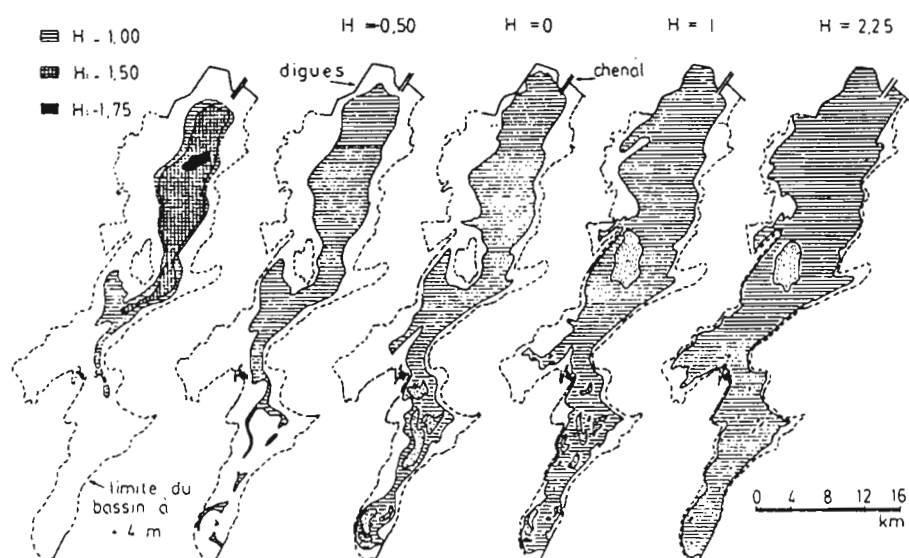 H = -0,50 H = 0 H = 1 H = 2,25
H = -1,00
H = -1,50
H = -1,75
digues
chenal
limite du
bassin à
+ 4 m
0 4 8 12 16
km